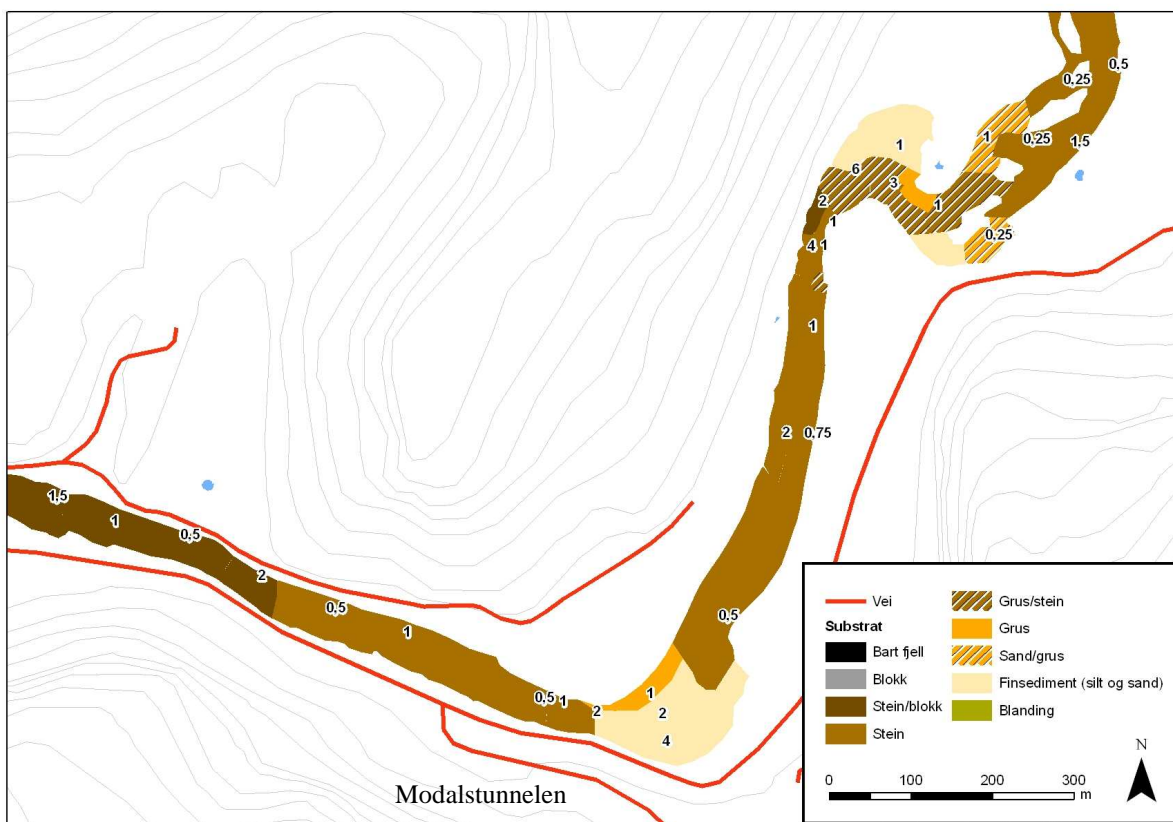 0,5
0,25
1
1
0,25
1,5
6
3
2
1
1
0,25
4 1
1
2
0,75
1,5
1
0,5
2
0,5
0,5
1
1
0,5
1
2
2
4
Modalstunnelen
Vei
Substrat
Bart fjell
Blokk
Stein/blokk
Stein
Grus/stein
Grus
Sand/grus
Finsediment (silt og sand)
Blanding
N
0 100 200 300
m